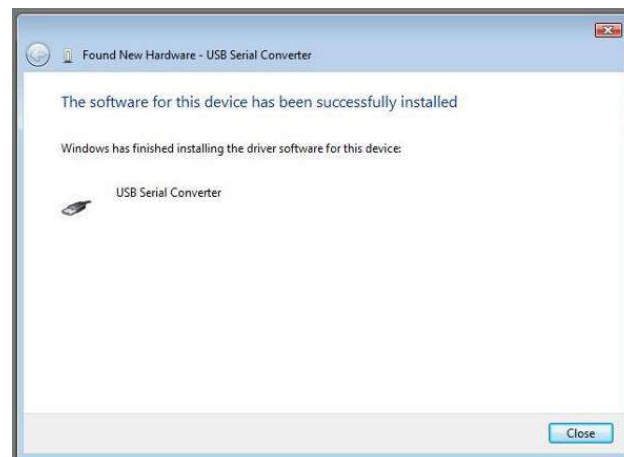 Found New Hardware - USB Serial Converter
The software for this device has been successfully installed
Windows has finished installing the driver software for this device:
USB Serial Converter
Close